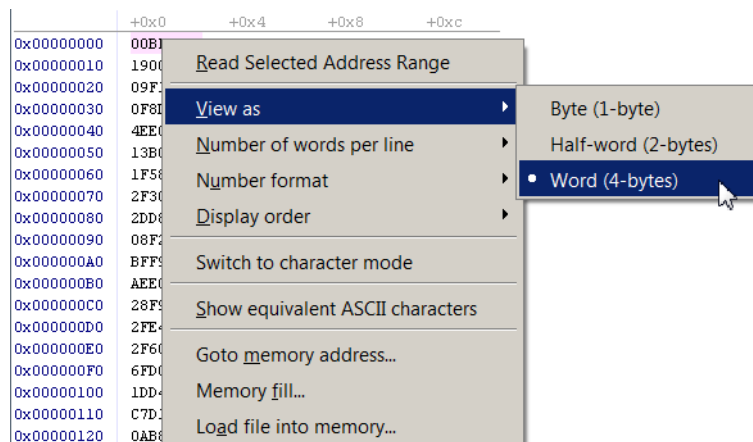 +0x0 +0x4 +0x8 +0xc
0x00000000
0x00000010 Read Selected Address Range
0x00000020
0x00000030 View as Byte (1-byte)
0x00000040
0x00000050 Number of words per line Half-word (2-bytes)
0x00000060 Number format Word (4-bytes)
0x00000070
0x00000080 Display order
0x00000090
0x000000A0 Switch to character mode
0x000000B0
0x000000C0 Show equivalent ASCII characters
0x000000D0
0x000000E0 Goto memory address...
0x000000F0
0x00000100 Memory fill...
0x00000110
0x00000120 Load file into memory...